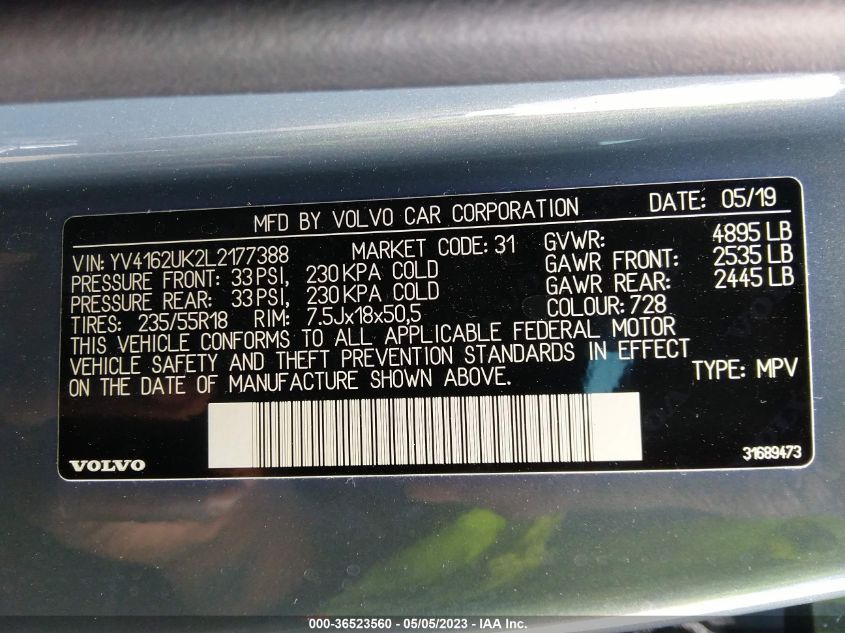 MFD BY VOLVO CAR CORPORATION DATE: 05/19
VIN: YV4162UK2L2177388 MARKET CODE: 31 GVWR: 4895 LB
PRESSURE FRONT: 33 PSI, 230 KPA COLD GAWR FRONT: 2535 LB
PRESSURE REAR: 33 PSI, 230 KPA COLD GAWR REAR: 2445 LB
TIRES: 235/55R18 RIM: 7.5Jx18x50,5 COLOUR: 728
THIS VEHICLE CONFORMS TO ALL APPLICABLE FEDERAL MOTOR
VEHICLE SAFETY AND THEFT PREVENTION STANDARDS IN EFFECT
ON THE DATE OF MANUFACTURE SHOWN ABOVE. TYPE: MPV
VOLVO 31689473
000-36523560 - 05/05/2023 - IAA Inc.